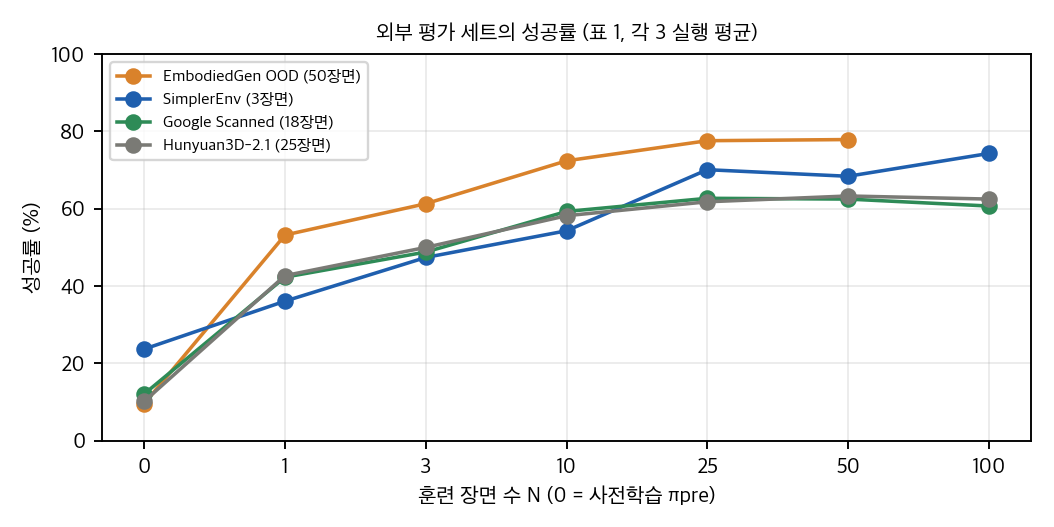 외부 평가 세트의 성공률 (표 1, 각 3 실행 평균)
EmbodiedGen OOD (50장면)
SimplerEnv (3장면)
Google Scanned (18장면)
Hunyuan3D-2.1 (25장면)
성공률 (%)
100
80
60
40
20
0
0 1 3 10 25 50 100
훈련 장면 수 N (0 = 사전학습 πpre)